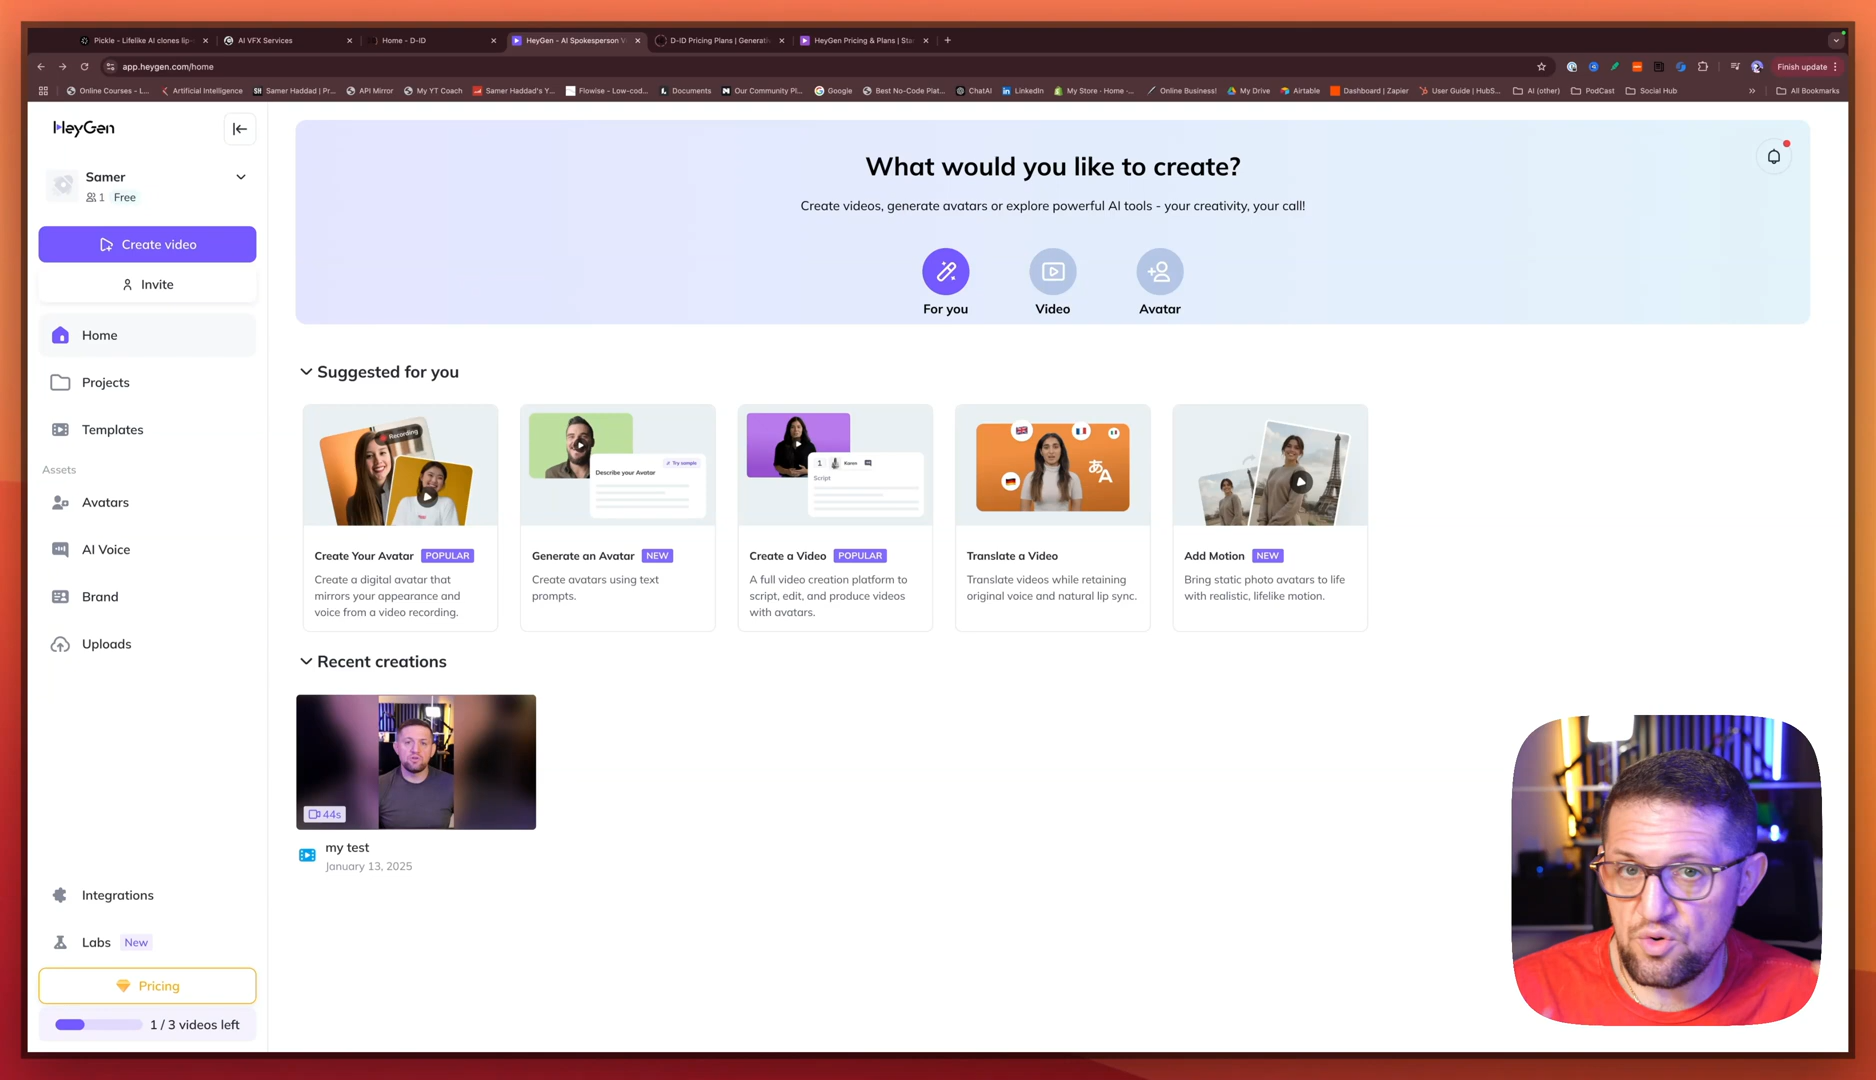 Pickle - Lifelike AI clones lip-
AI VFX Services
Home - D-ID
HeyGen - AI Spokesperson V
D-ID Pricing Plans | Generati
HeyGen Pricing & Plans | Sta
app.heygen.com/home
Finish update
Online Courses - L...
Artificial Intelligence
SH Samer Haddad | Pr...
API Mirror
My YT Coach
Samer Haddad's Y...
Flowise - Low-cod...
Documents
Our Community Pl...
Google
Best No-Code Plat...
ChatAI
LinkedIn
My Store · Home ·...
Online Business!
My Drive
Airtable
Dashboard | Zapier
User Guide | HubS...
AI (other)
PodCast
Social Hub
All Bookmarks
HeyGen
Samer
1 Free
Create video
Invite
Home
Projects
Templates
Assets
Avatars
AI Voice
Brand
Uploads
Integrations
Labs New
Pricing
1 / 3 videos left
What would you like to create?
Create videos, generate avatars or explore powerful AI tools - your creativity, your call!
For you
Video
Avatar
Suggested for you
Recording
Create Your Avatar POPULAR
Create a digital avatar that
mirrors your appearance and
voice from a video recording.
Try sample
Describe your Avatar
Generate an Avatar NEW
Create avatars using text
prompts.
1 Karen
Script
Create a Video POPULAR
A full video creation platform to
script, edit, and produce videos
with avatars.
あ
A
Translate a Video
Translate videos while retaining
original voice and natural lip sync.
Add Motion NEW
Bring static photo avatars to life
with realistic, lifelike motion.
Recent creations
44s
my test
January 13, 2025